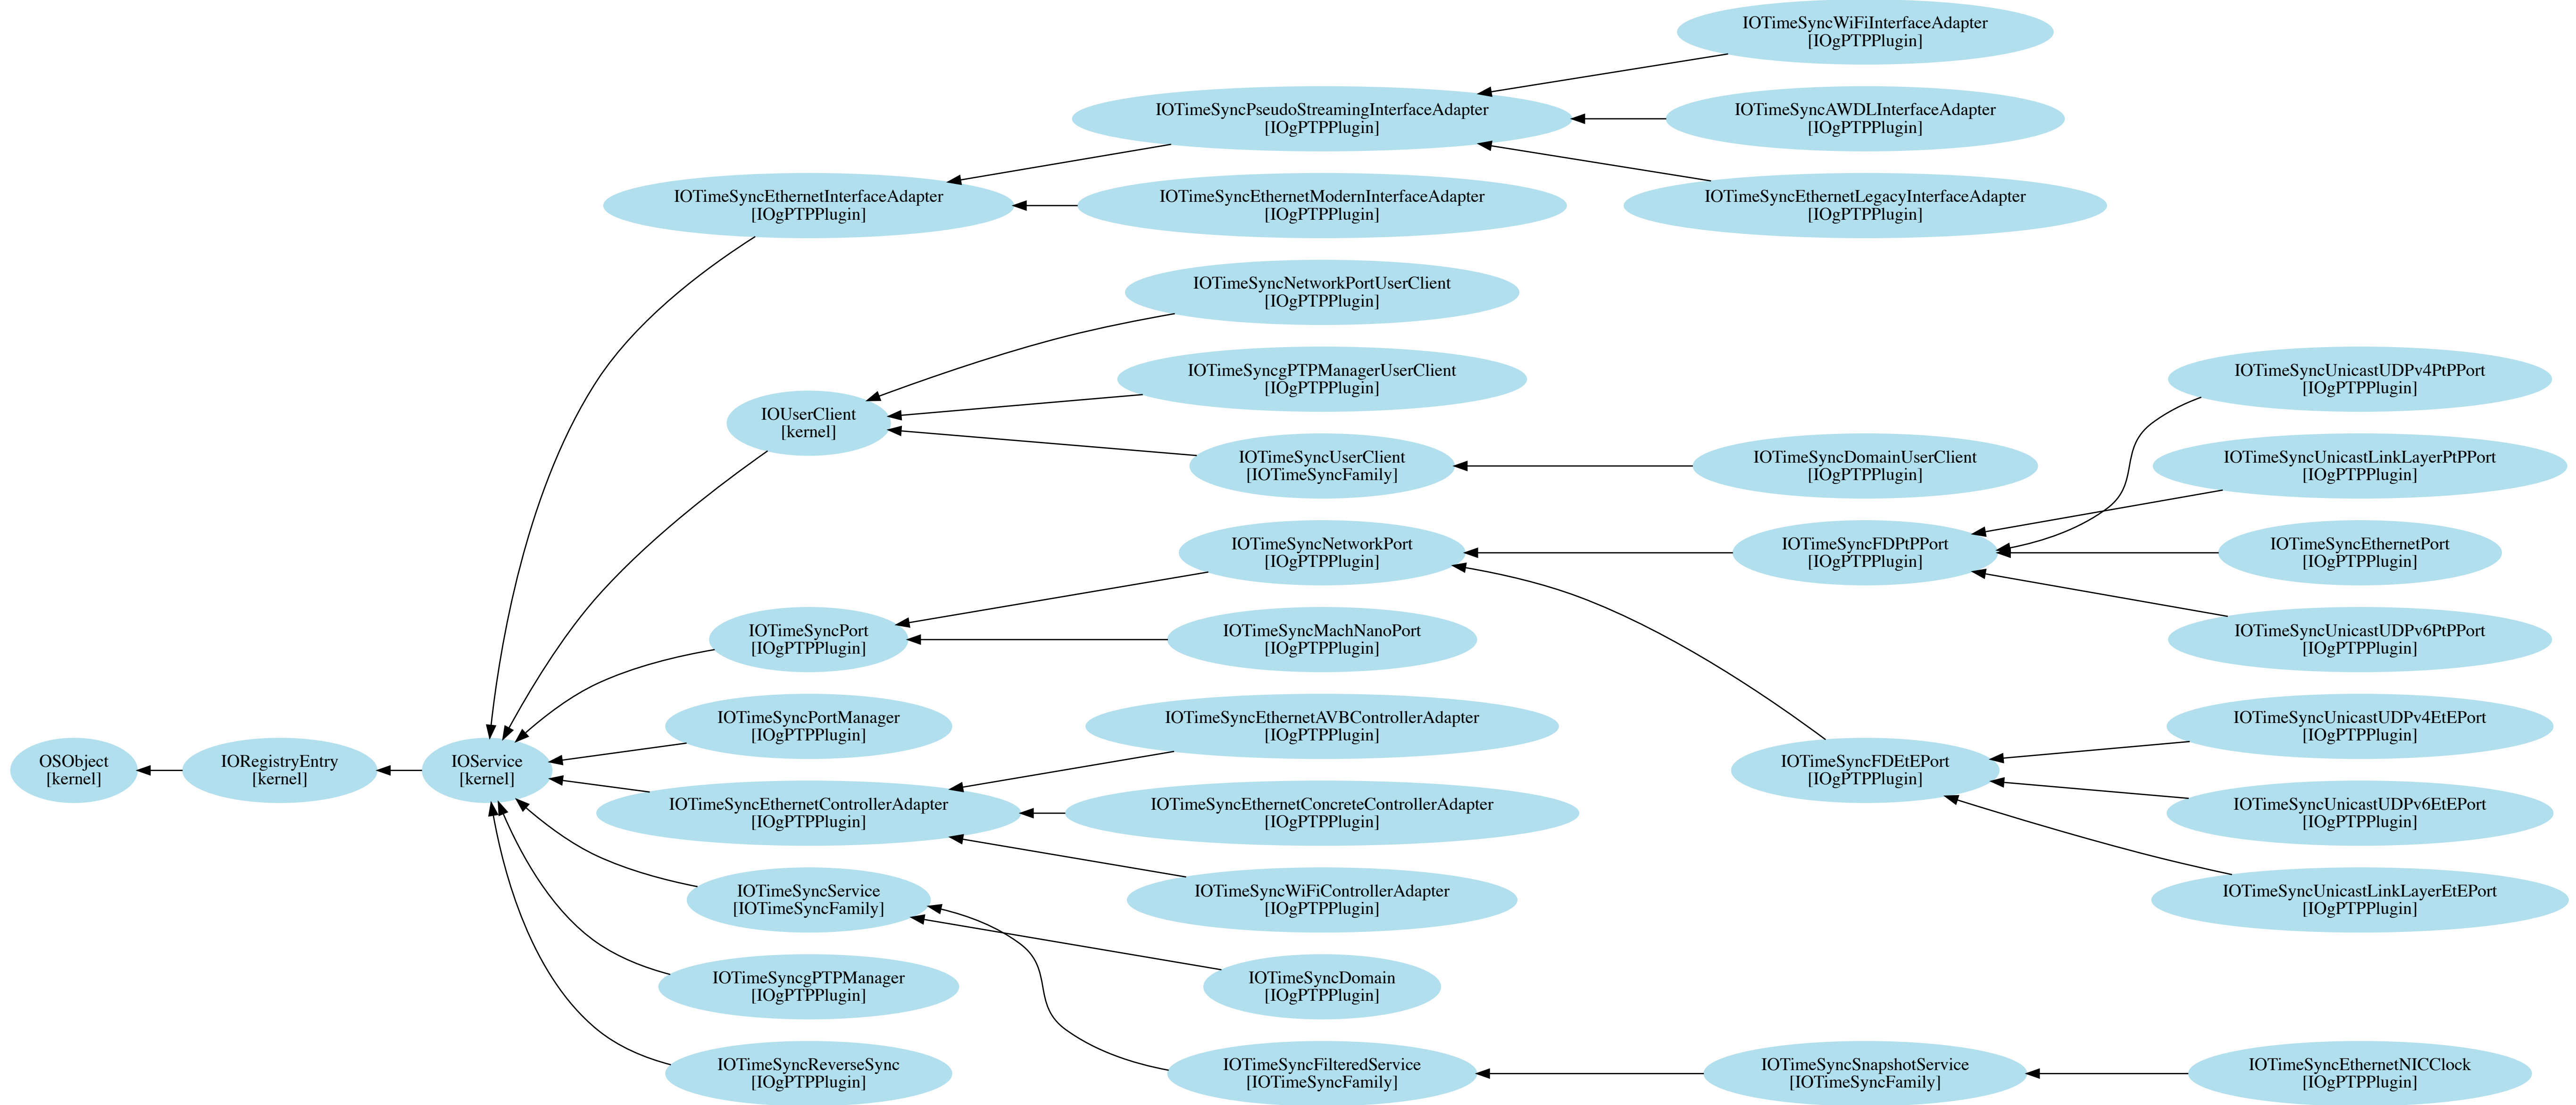 IOTimeSyncWiFiInterfaceAdapter
[IOgPTPPlugin]
IOTimeSyncPseudoStreamingInterfaceAdapter
[IOgPTPPlugin]
IOTimeSyncAWDLInterfaceAdapter
[IOgPTPPlugin]
IOTimeSyncEthernetInterfaceAdapter
[IOgPTPPlugin]
IOTimeSyncEthernetModernInterfaceAdapter
[IOgPTPPlugin]
IOTimeSyncEthernetLegacyInterfaceAdapter
[IOgPTPPlugin]
IOTimeSyncNetworkPortUserClient
[IOgPTPPlugin]
IOTimeSyncgPTPManagerUserClient
[IOgPTPPlugin]
IOTimeSyncUnicastUDPv4PtPPort
[IOgPTPPlugin]
IOUserClient
[kernel]
IOTimeSyncUserClient
[IOTimeSyncFamily]
IOTimeSyncDomainUserClient
[IOgPTPPlugin]
IOTimeSyncUnicastLinkLayerPtPPort
[IOgPTPPlugin]
IOTimeSyncNetworkPort
[IOgPTPPlugin]
IOTimeSyncFDPtPPort
[IOgPTPPlugin]
IOTimeSyncEthernetPort
[IOgPTPPlugin]
IOTimeSyncPort
[IOgPTPPlugin]
IOTimeSyncMachNanoPort
[IOgPTPPlugin]
IOTimeSyncUnicastUDPv6PtPPort
[IOgPTPPlugin]
IOTimeSyncPortManager
[IOgPTPPlugin]
IOTimeSyncEthernetAVBControllerAdapter
[IOgPTPPlugin]
IOTimeSyncUnicastUDPv4EtEPort
[IOgPTPPlugin]
OSObject
[kernel]
IORegistryEntry
[kernel]
IOService
[kernel]
IOTimeSyncFDEtEPort
[IOgPTPPlugin]
IOTimeSyncEthernetControllerAdapter
[IOgPTPPlugin]
IOTimeSyncEthernetConcreteControllerAdapter
[IOgPTPPlugin]
IOTimeSyncUnicastUDPv6EtEPort
[IOgPTPPlugin]
IOTimeSyncService
[IOTimeSyncFamily]
IOTimeSyncWiFiControllerAdapter
[IOgPTPPlugin]
IOTimeSyncUnicastLinkLayerEtEPort
[IOgPTPPlugin]
IOTimeSyncgPTPManager
[IOgPTPPlugin]
IOTimeSyncDomain
[IOgPTPPlugin]
IOTimeSyncReverseSync
[IOgPTPPlugin]
IOTimeSyncFilteredService
[IOTimeSyncFamily]
IOTimeSyncSnapshotService
[IOTimeSyncFamily]
IOTimeSyncEthernetNICClock
[IOgPTPPlugin]